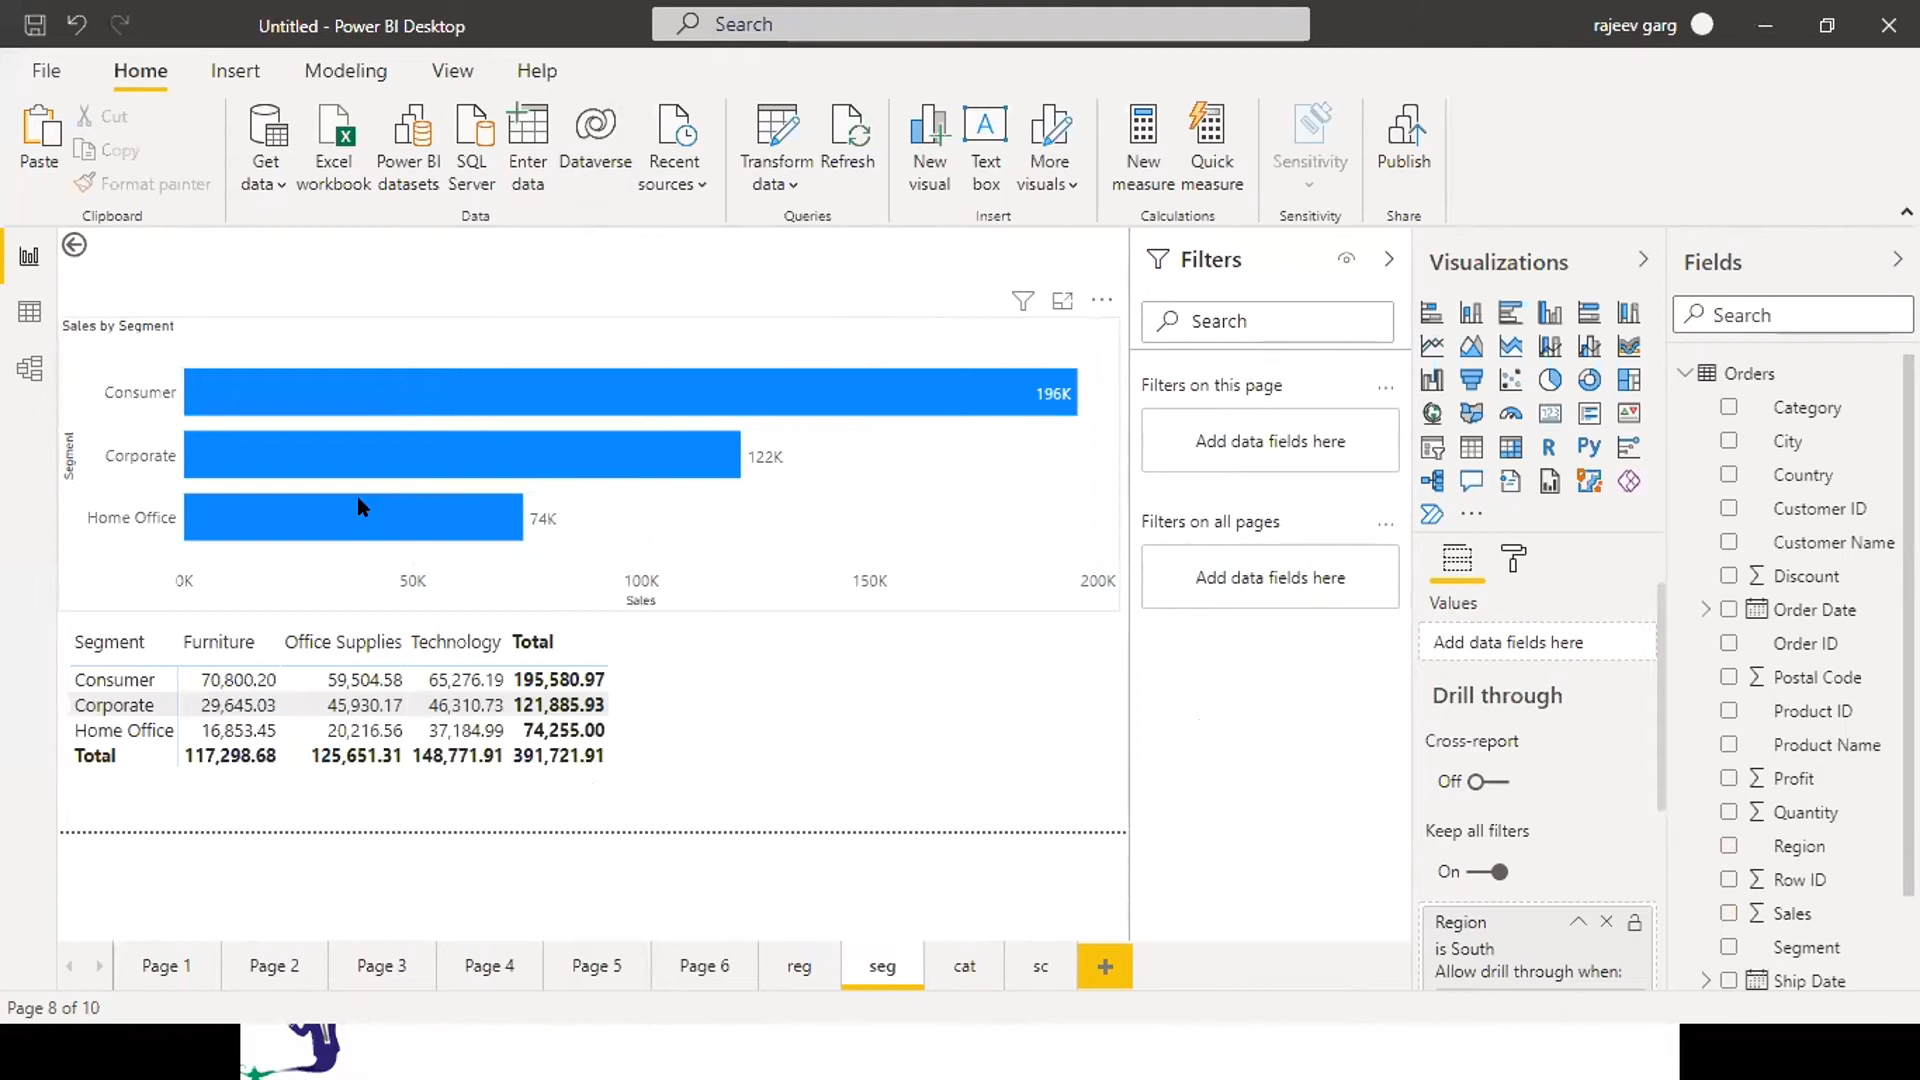 Untitled - Power BI Desktop
Search
rajeev garg
File Home Insert Modeling View Help
Paste
Cut
Copy
Format painter
Clipboard
Get data
Excel workbook
Power BI datasets
SQL Server
Enter data
Dataverse
Recent sources
Data
Transform data
Refresh
Queries
New visual
Text box
More visuals
Insert
New measure
Quick measure
Calculations
Sensitivity
Sensitivity
Publish
Share
Sales by Segment
Segment
Consumer 196K
Corporate 122K
Home Office 74K
0K 50K 100K 150K 200K
Sales
Segment Furniture Office Supplies Technology Total
Consumer 70,800.20 59,504.58 65,276.19 195,580.97
Corporate 29,645.03 45,930.17 46,310.73 121,885.93
Home Office 16,853.45 20,216.56 37,184.99 74,255.00
Total 117,298.68 125,651.31 148,771.91 391,721.91
Filters
Search
Filters on this page ...
Add data fields here
Filters on all pages ...
Add data fields here
Visualizations
R Py
123
...
Values
Add data fields here
Drill through
Cross-report
Off
Keep all filters
On
Region
is South
Allow drill through when:
Fields
Search
Orders
Category
City
Country
Customer ID
Customer Name
Σ Discount
Order Date
Order ID
Σ Postal Code
Product ID
Product Name
Σ Profit
Σ Quantity
Region
Σ Row ID
Σ Sales
Segment
Ship Date
Page 1 Page 2 Page 3 Page 4 Page 5 Page 6 reg seg cat sc +
Page 8 of 10